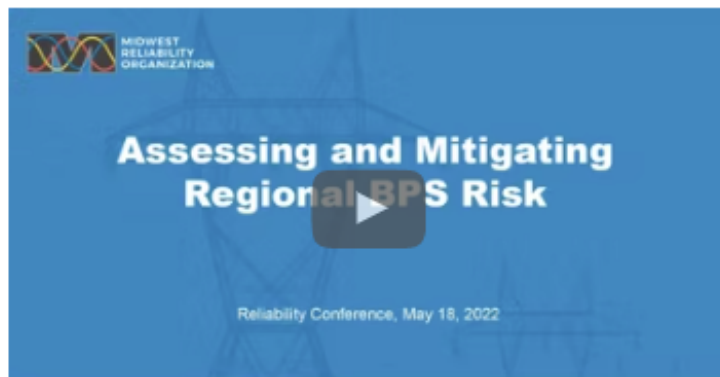 MIDWEST
RELIABILITY
ORGANIZATION
Assessing and Mitigating
Regional BPS Risk
Reliability Conference, May 18, 2022